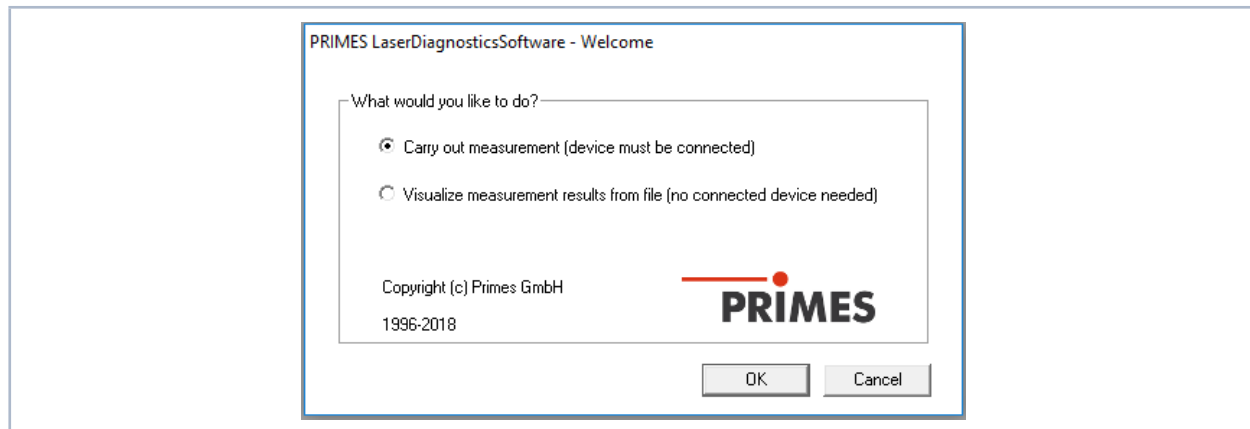 PRIMES LaserDiagnosticsSoftware - Welcome
What would you like to do?
Carry out measurement (device must be connected)
Visualize measurement results from file (no connected device needed)
Copyright (c) Primes GmbH
1996-2018
PRIMES
OK Cancel